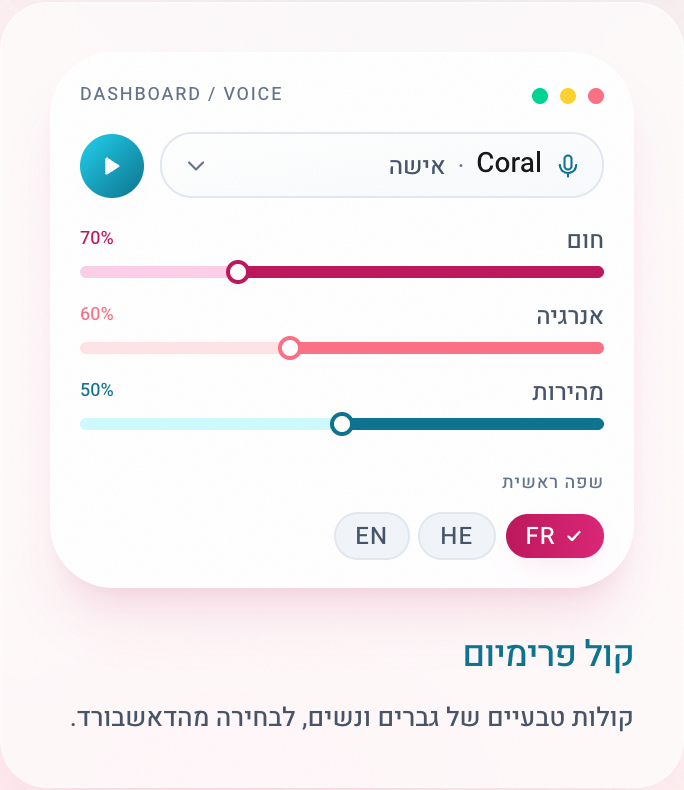 DASHBOARD / VOICE
Coral · אישה
חום 70%
אנרגיה 60%
מהירות 50%
שפה ראשית
FR HE EN
קול פרימיום
קולות טבעיים של גברים ונשים, לבחירה מהדאשבורד.